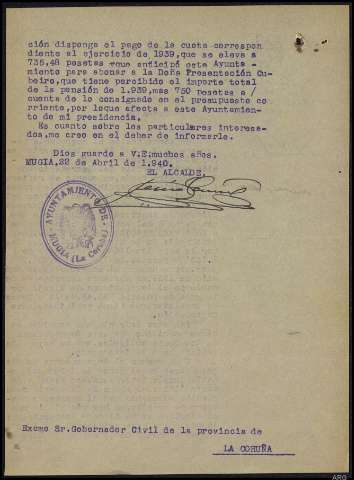 ción disponga el pago de la cuota correspon
diente al ejercicio de 1939, que se eleva a
735,48 pesetas que anticipó este Ayunta-
miento para abonar a la Doña Presentación Cu-
beiro, que tiene percibido el importe total
de la pensión de 1.939, mas 750 pesetas a/
cuenta de lo consignado en el presupuesto co
rriente, por loque afecta a este Ayuntamien-
to de mi presidencia.
Es cuanto sobre los particulares interesa-
dos, me creo en el deber de informarle.
Dios guarde a V.E. muchos años.
MUGIA, 22 de Abril de 1.940.
EL ALCALDE,
AYUNTAMIENTO DE
MUGIA (La Coruña)
Excmo Sr. Gobernador Civil de la provincia de
LA CORUÑA
ARG